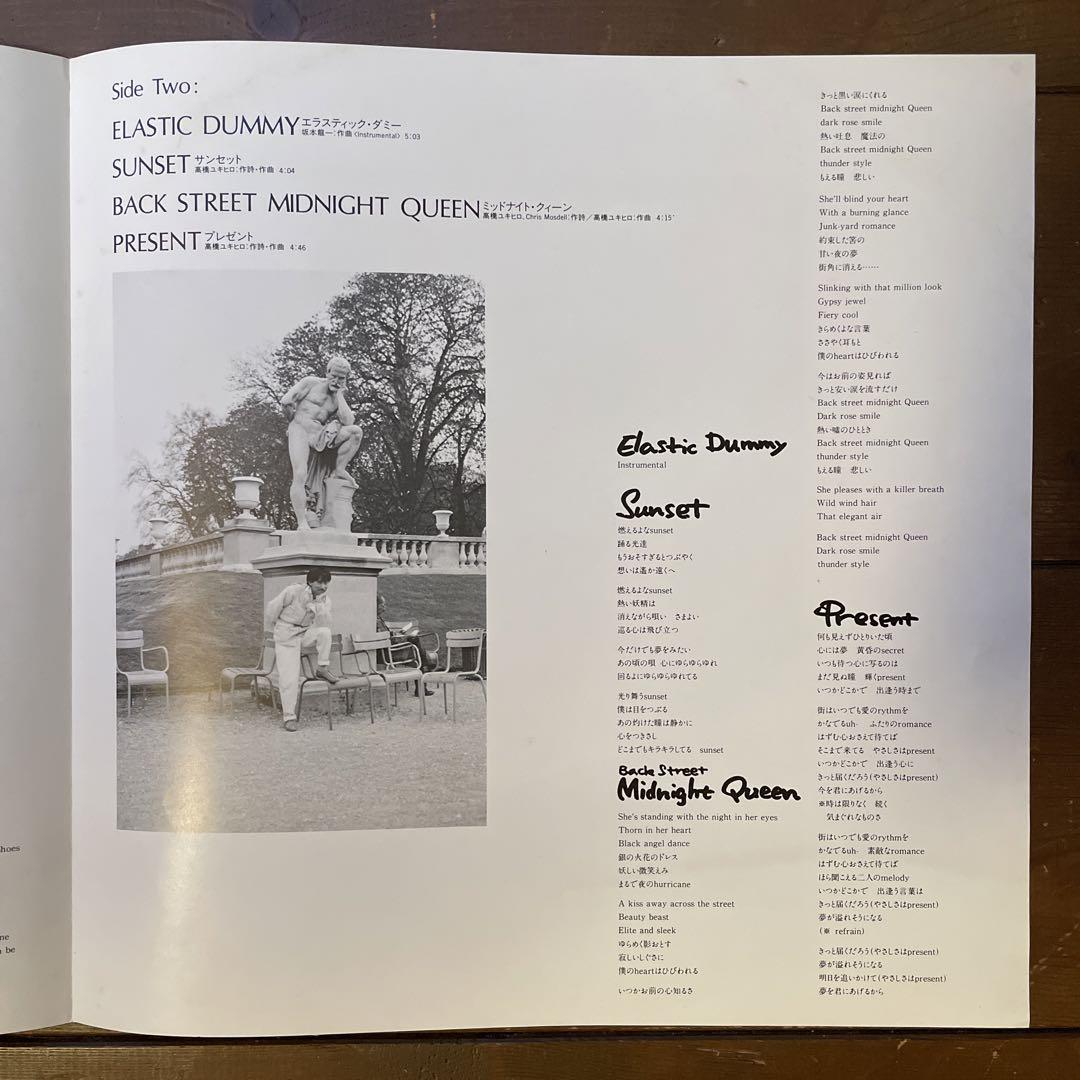 Side Two:
ELASTIC DUMMY エラスティック・ダミー
坂本龍一:作曲〈Instrumental〉 5:03
SUNSET サンセット
高橋ユキヒロ:作詩・作曲 4:04
BACK STREET MIDNIGHT QUEEN ミッドナイト・クィーン
高橋ユキヒロ, Chris Mosdell:作詩/高橋ユキヒロ:作曲 4:15
PRESENT プレゼント
高橋ユキヒロ:作詩・作曲 4:46
hoes
ne
be
Elastic Dummy
Instrumental
Sunset
燃えるよなsunset
踊る光達
もうおそすぎるとつぶやく
想いは遥か遠くへ
燃えるよなsunset
熱い妖精は
消えながら唄い さまよい
巡る心は飛び立つ
今だけでも夢をみたい
あの頃の唄 心にゆらゆらゆれ
回るよにゆらゆらゆれてる
光り舞うsunset
僕は目をつぶる
あの灼けた瞳は静かに
心をつきさし
どこまでもキラキラしてる sunset
Back Street
Midnight Queen
She's standing with the night in her eyes
Thorn in her heart
Black angel dance
銀の火花のドレス
妖しい微笑えみ
まるで夜のhurricane
A kiss away across the street
Beauty beast
Elite and sleek
ゆらめく影おとす
寂しいしぐさに
僕のheartはひびわれる
いつかお前の心知るさ
きっと黒い涙にくれる
Back street midnight Queen
dark rose smile
熱い吐息 魔法の
Back street midnight Queen
thunder style
もえる瞳 悲しい
She'll blind your heart
With a burning glance
Junk-yard romance
約束した筈の
甘い夜の夢
街角に消える……
Slinking with that million look
Gypsy jewel
Fiery cool
きらめくよな言葉
ささやく耳もと
僕のheartはひびわれる
今はお前の姿見れば
きっと安い涙を流すだけ
Back street midnight Queen
Dark rose smile
熱い嘘のひととき
Back street midnight Queen
thunder style
もえる瞳 悲しい
She pleases with a killer breath
Wild wind hair
That elegant air
Back street midnight Queen
Dark rose smile
thunder style
Present
何も見えずひとりいた頃
心には夢 黄昏のsecret
いつも待つ心に写るのは
まだ見ぬ瞳 輝くpresent
いつかどこかで 出逢う時まで
街はいつでも愛のrythmを
かなでるuh- ふたりのromance
はずむ心おさえて待てば
そこまで来てる やさしさはpresent
いつかどこかで 出逢う心に
きっと届くだろう(やさしさはpresent)
今を君にあげるから
※時は限りなく 続く
気まぐれなものさ
街はいつでも愛のrythmを
かなでるuh- 素敵なromance
はずむ心おさえて待てば
ほら聞こえる二人のmelody
いつかどこかで 出逢う言葉は
きっと届くだろう(やさしさはpresent)
夢が溢れそうになる
(※ refrain)
きっと届くだろう(やさしさはpresent)
夢が溢れそうになる
明日を追いかけて(やさしさはpresent)
夢を君にあげるから